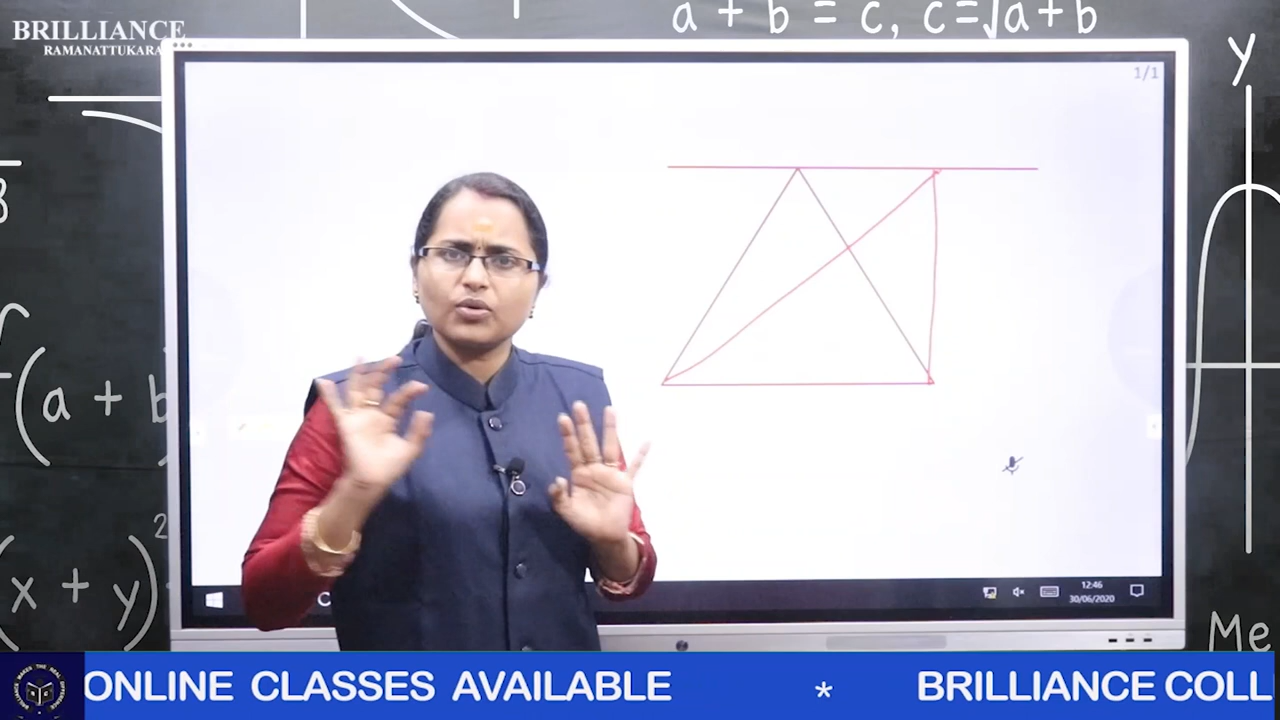 BRILLIANCE
RAMANATTUKARA
a + b = c, c=√a+b
y
1/1
(a + b
(x + y)²
12:46
30/06/2020
Me
ONLINE CLASSES AVAILABLE * BRILLIANCE COLL